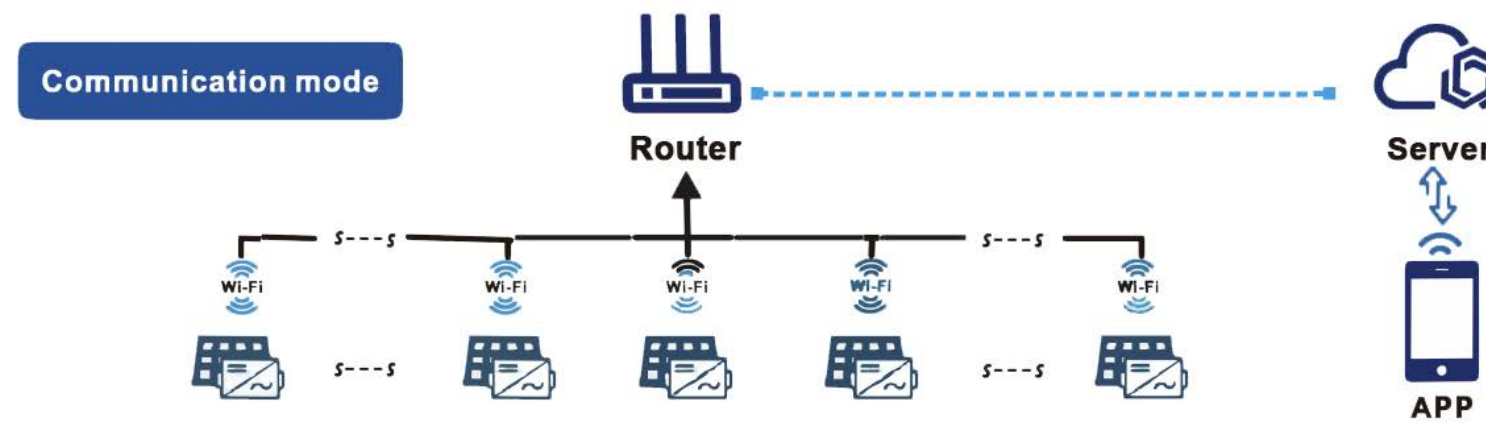 Communication mode
Router
Server
S---S
S---S
Wi-Fi
Wi-Fi
Wi-Fi
Wi-Fi
Wi-Fi
S---S
S---S
APP